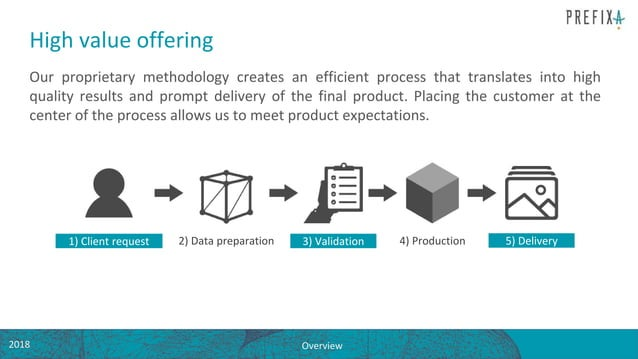 PREFIXA
High value offering
Our proprietary methodology creates an efficient process that translates into high
quality results and prompt delivery of the final product. Placing the customer at the
center of the process allows us to meet product expectations.
1) Client request
2) Data preparation
3) Validation
4) Production
5) Delivery
2018
Overview